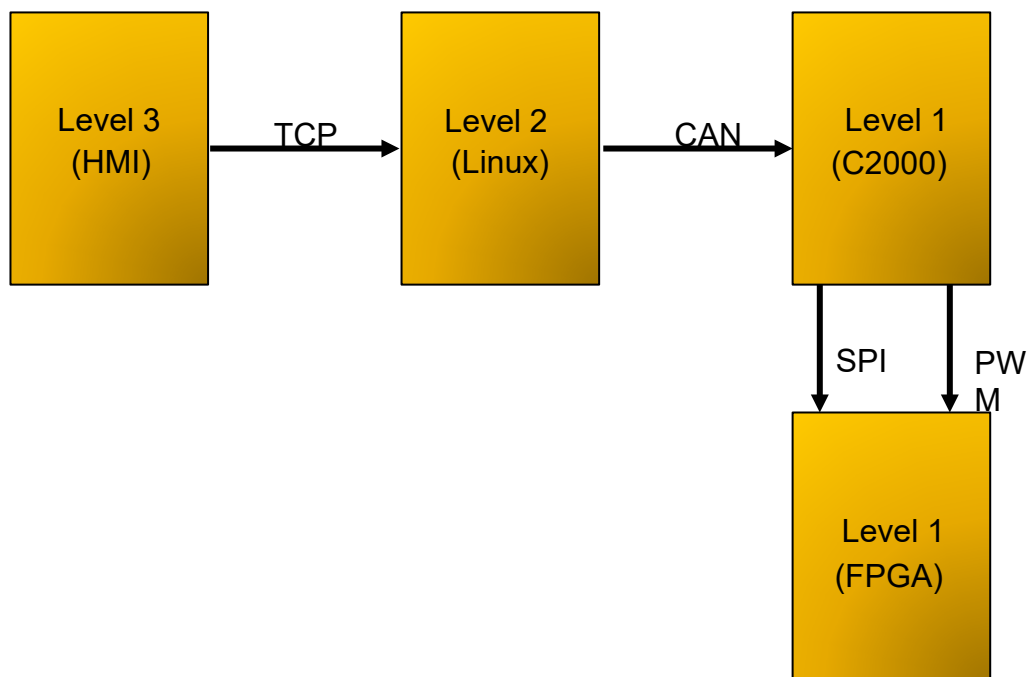 Level 3
(HMI)
TCP
Level 2
(Linux)
CAN
Level 1
(C2000)
SPI
PW
M
Level 1
(FPGA)